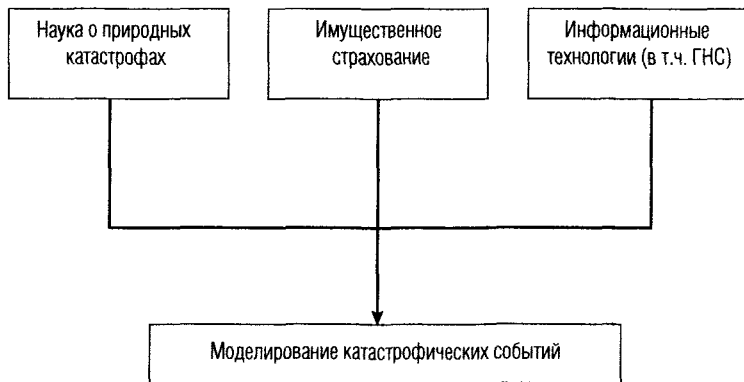 Наука о природных
катастрофах
Имущественное
страхование
Информационные
технологии (в т.ч. ГНС)
Моделирование катастрофических событий